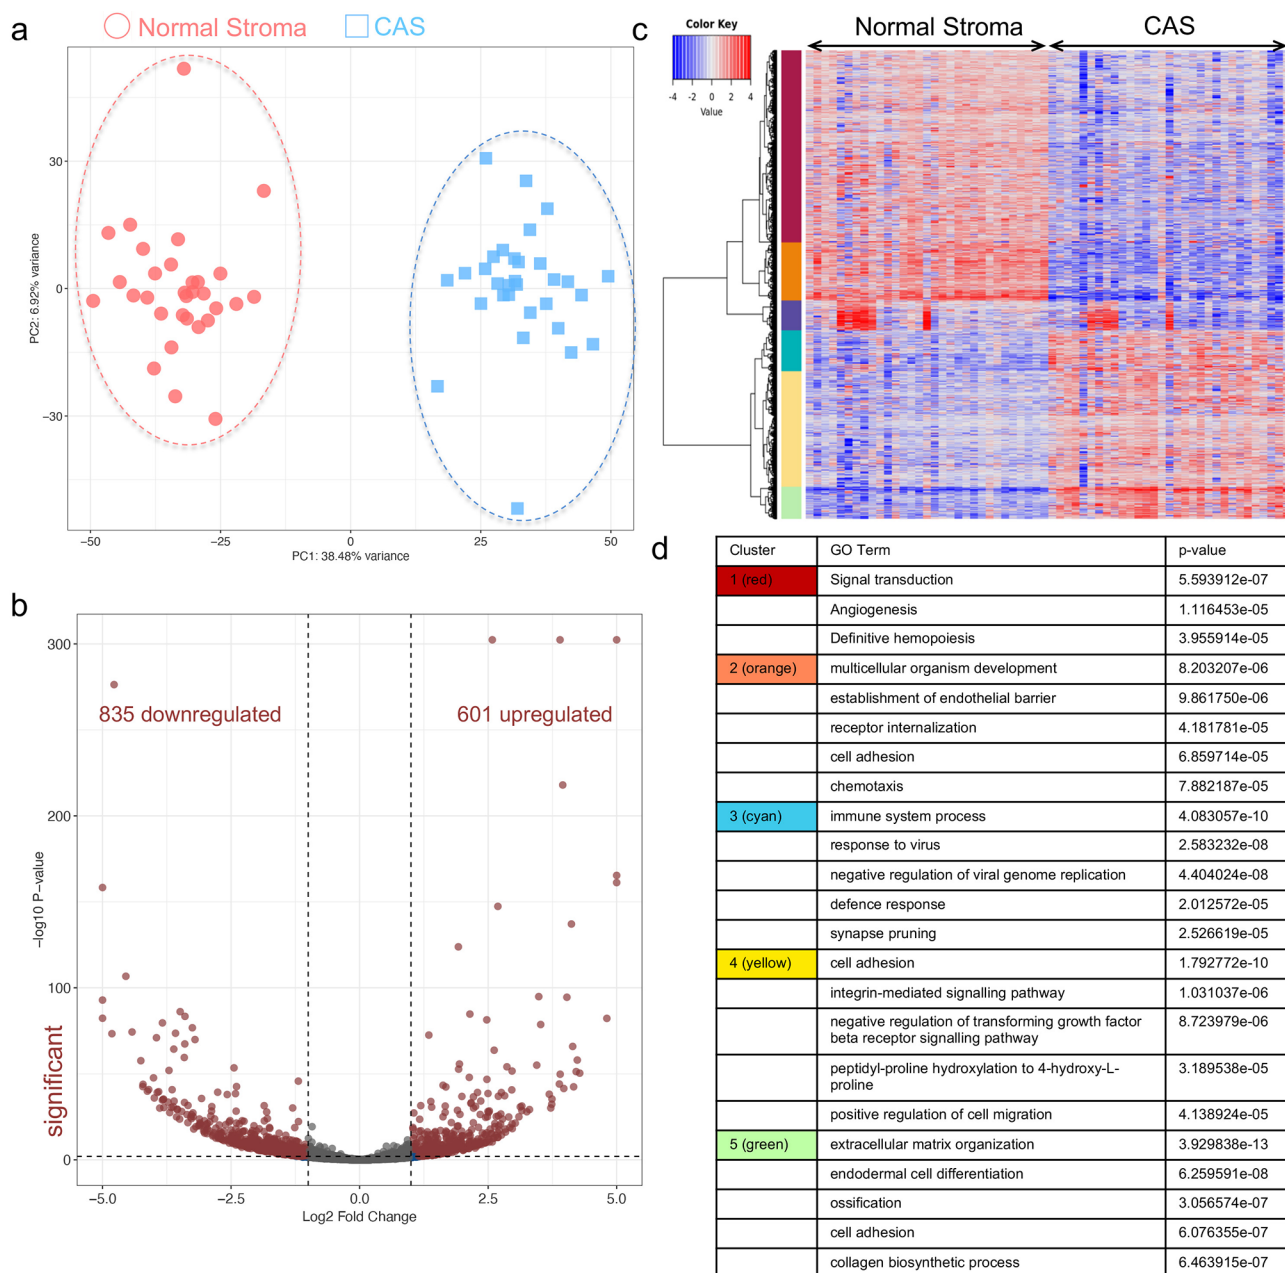 a
Normal Stroma
CAS
30
0
−30
PC2: 6.92% variance
−50
−25
0
25
50
PC1: 38.48% variance
b
300
200
100
0
−log10 P−value
835 downregulated
601 upregulated
significant
−5.0
−2.5
0.0
2.5
5.0
Log2 Fold Change
c
Color Key
-4 -2 0 2 4
Value
Normal Stroma
CAS
d
Cluster GO Term p-value
1 (red) Signal transduction 5.593912e-07
Angiogenesis 1.116453e-05
Definitive hemopoiesis 3.955914e-05
2 (orange) multicellular organism development 8.203207e-06
establishment of endothelial barrier 9.861750e-06
receptor internalization 4.181781e-05
cell adhesion 6.859714e-05
chemotaxis 7.882187e-05
3 (cyan) immune system process 4.083057e-10
response to virus 2.583232e-08
negative regulation of viral genome replication 4.404024e-08
defence response 2.012572e-05
synapse pruning 2.526619e-05
4 (yellow) cell adhesion 1.792772e-10
integrin-mediated signalling pathway 1.031037e-06
negative regulation of transforming growth factor 8.723979e-06
beta receptor signalling pathway
peptidyl-proline hydroxylation to 4-hydroxy-L- 3.189538e-05
proline
positive regulation of cell migration 4.138924e-05
5 (green) extracellular matrix organization 3.929838e-13
endodermal cell differentiation 6.259591e-08
ossification 3.056574e-07
cell adhesion 6.076355e-07
collagen biosynthetic process 6.463915e-07